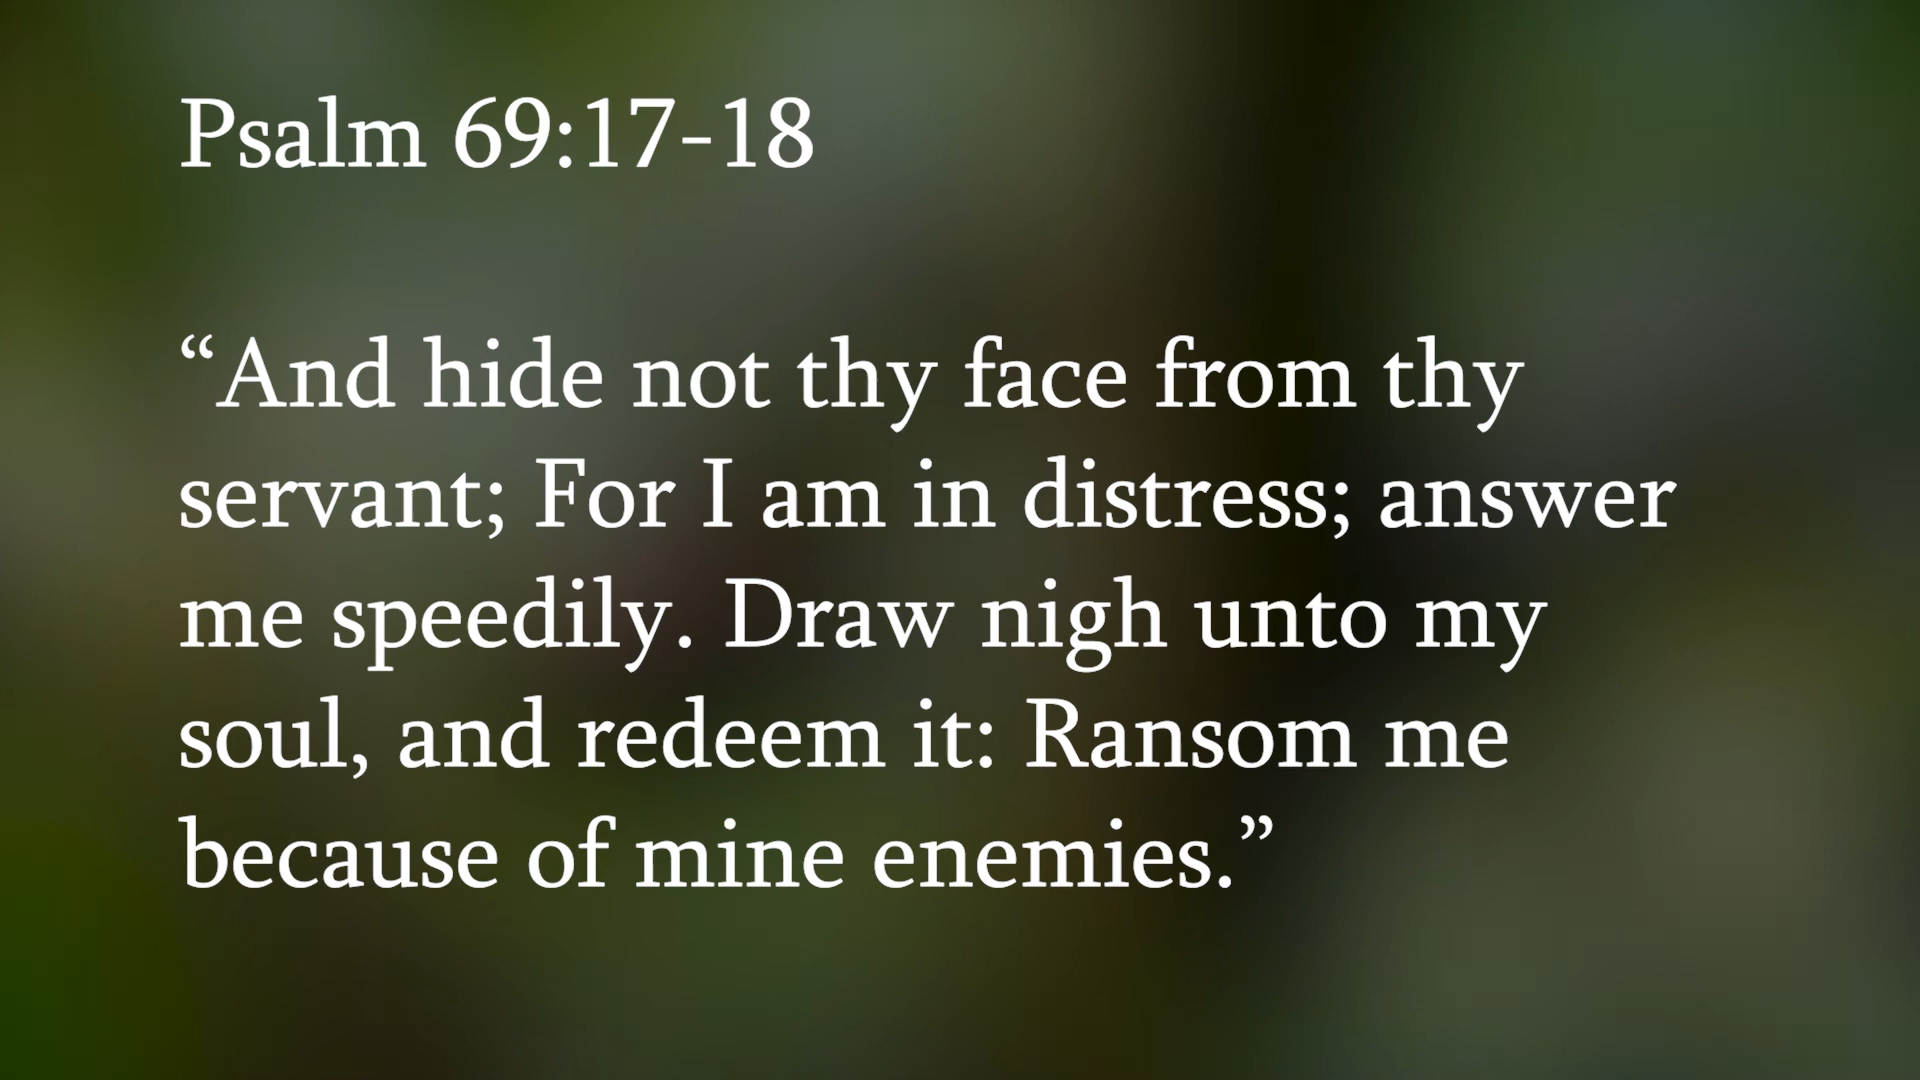 Psalm 69:17-18
“And hide not thy face from thy
servant; For I am in distress; answer
me speedily. Draw nigh unto my
soul, and redeem it: Ransom me
because of mine enemies.”